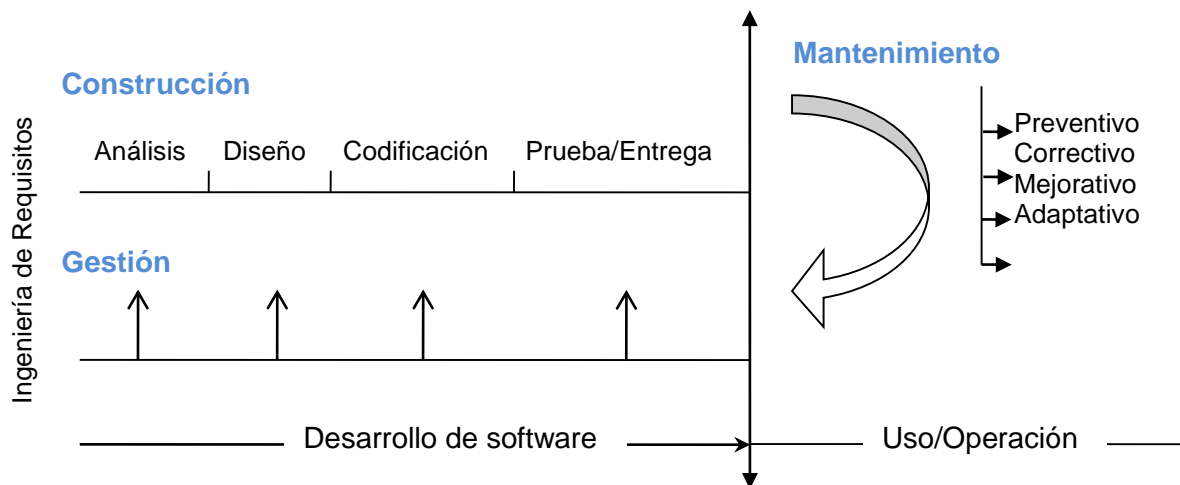 Ingeniería de Requisitos
Construcción
Análisis
Diseño
Codificación
Prueba/Entrega
Gestión
Desarrollo de software
Mantenimiento
Preventivo
Correctivo
Mejorativo
Adaptativo
Uso/Operación